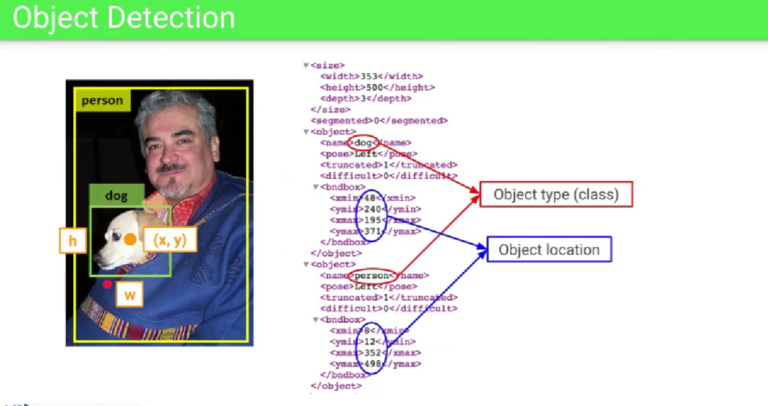 Object Detection
person
dog
h
(x, y)
w
<size>
<width>353</width>
<height>500</height>
<depth>3</depth>
</size>
<segmented>0</segmented>
<object>
<name>dog</name>
<pose>Left</pose>
<truncated>1</truncated>
<difficult>0</difficult>
<bndbox>
<xmin>48</xmin>
<ymin>240</ymin>
<xmax>195</xmax>
<ymax>371</ymax>
</bndbox>
</object>
<object>
<name>person</name>
<pose>Left</pose>
<truncated>1</truncated>
<difficult>0</difficult>
<bndbox>
<xmin>8</xmin>
<ymin>12</ymin>
<xmax>352</xmax>
<ymax>498</ymax>
</bndbox>
</object>
Object type (class)
Object location